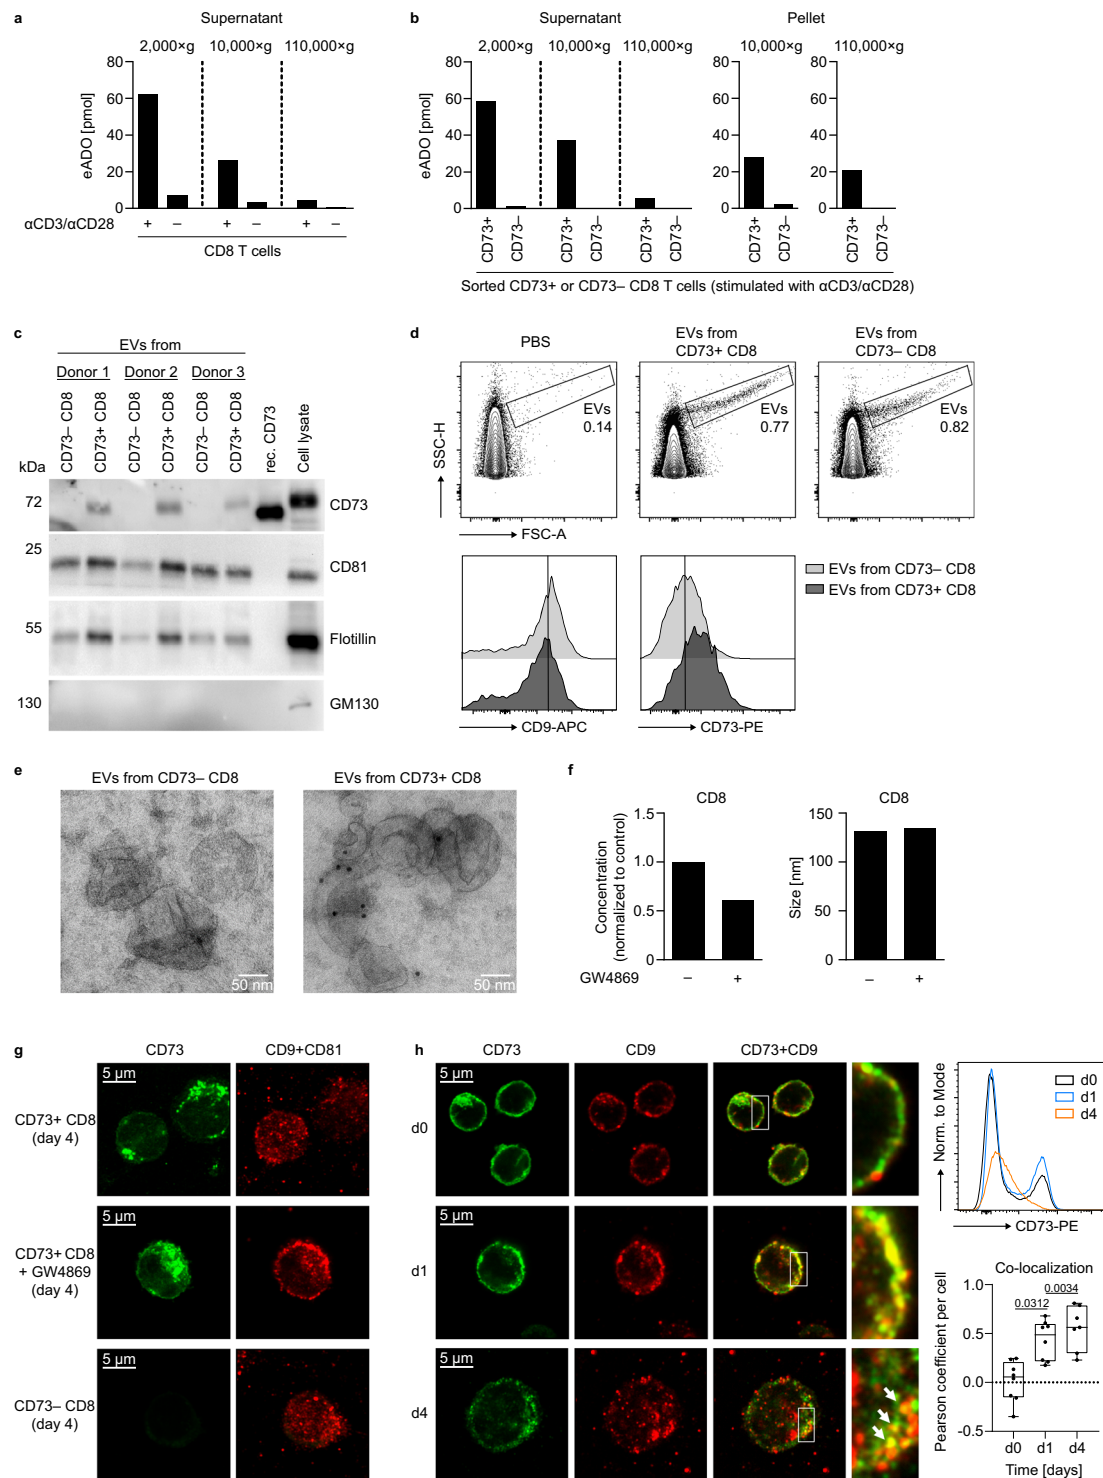 a
Supernatant
2,000×g
10,000×g
110,000×g
eADO [pmol]
80
60
40
20
0
αCD3/αCD28
+
–
+
–
+
–
CD8 T cells
b
Supernatant
Pellet
2,000×g
10,000×g
110,000×g
10,000×g
110,000×g
eADO [pmol]
80
60
40
20
0
80
60
40
20
0
80
60
40
20
0
CD73+
CD73–
CD73+
CD73–
CD73+
CD73–
CD73+
CD73–
CD73+
CD73–
Sorted CD73+ or CD73– CD8 T cells (stimulated with αCD3/αCD28)
c
EVs from
Donor 1
Donor 2
Donor 3
kDa
CD73– CD8
CD73+ CD8
CD73– CD8
CD73+ CD8
CD73– CD8
CD73+ CD8
rec. CD73
Cell lysate
72
CD73
25
CD81
55
Flotillin
130
GM130
d
PBS
EVs from
CD73+ CD8
EVs from
CD73– CD8
EVs
0.14
EVs
0.77
EVs
0.82
SSC-H
FSC-A
EVs from CD73– CD8
EVs from CD73+ CD8
CD9-APC
CD73-PE
e
EVs from CD73– CD8
EVs from CD73+ CD8
50 nm
50 nm
f
CD8
CD8
Concentration
(normalized to control)
1.5
1.0
0.5
0
Size [nm]
150
100
50
0
GW4869
–
+
–
+
g
CD73
CD9+CD81
CD73+ CD8
(day 4)
5 µm
CD73+ CD8
+ GW4869
(day 4)
5 µm
CD73– CD8
(day 4)
5 µm
h
CD73
CD9
CD73+CD9
d0
5 µm
d1
5 µm
d4
5 µm
Norm. to Mode
d0
d1
d4
CD73-PE
Co-localization
Pearson coefficient per cell
1.0
0.5
0.0
-0.5
0.0312
0.0034
d0
d1
d4
Time [days]